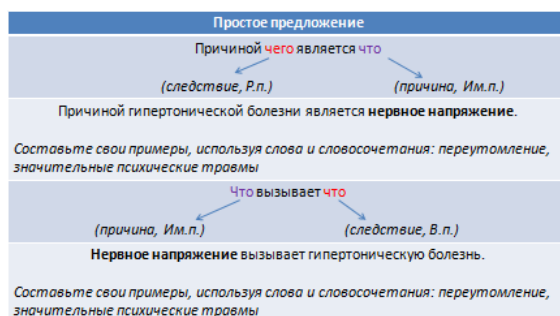 Простое предложение
Причиной чего является что
(следствие, Р.п.) (причина, Им.п.)
Причиной гипертонической болезни является нервное напряжение.
Составьте свои примеры, используя слова и словосочетания: переутомление,
значительные психические травмы
Что вызывает что
(причина, Им.п.) (следствие, В.п.)
Нервное напряжение вызывает гипертоническую болезнь.
Составьте свои примеры, используя слова и словосочетания: переутомление,
значительные психические травмы